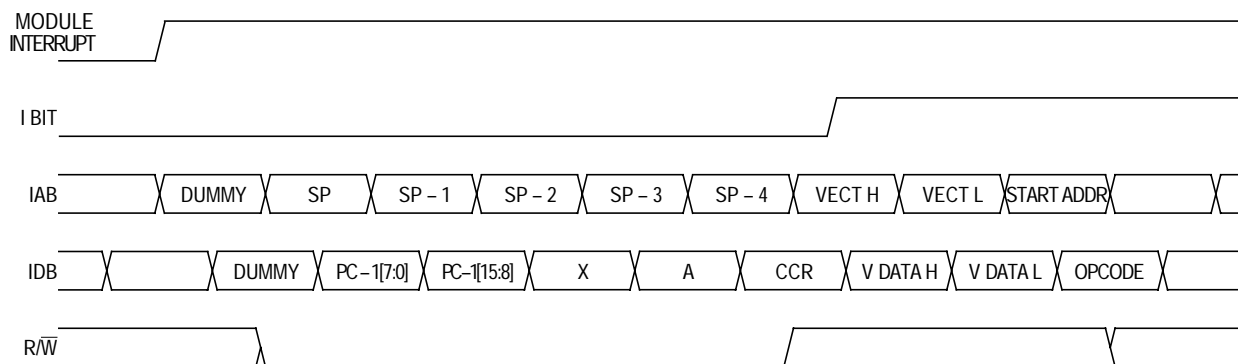 MODULE
INTERRUPT
I BIT
IAB DUMMY SP SP – 1 SP – 2 SP – 3 SP – 4 VECT H VECT L START ADDR
IDB DUMMY PC – 1[7:0] PC–1[15:8] X A CCR V DATA H V DATA L OPCODE
R/W̅